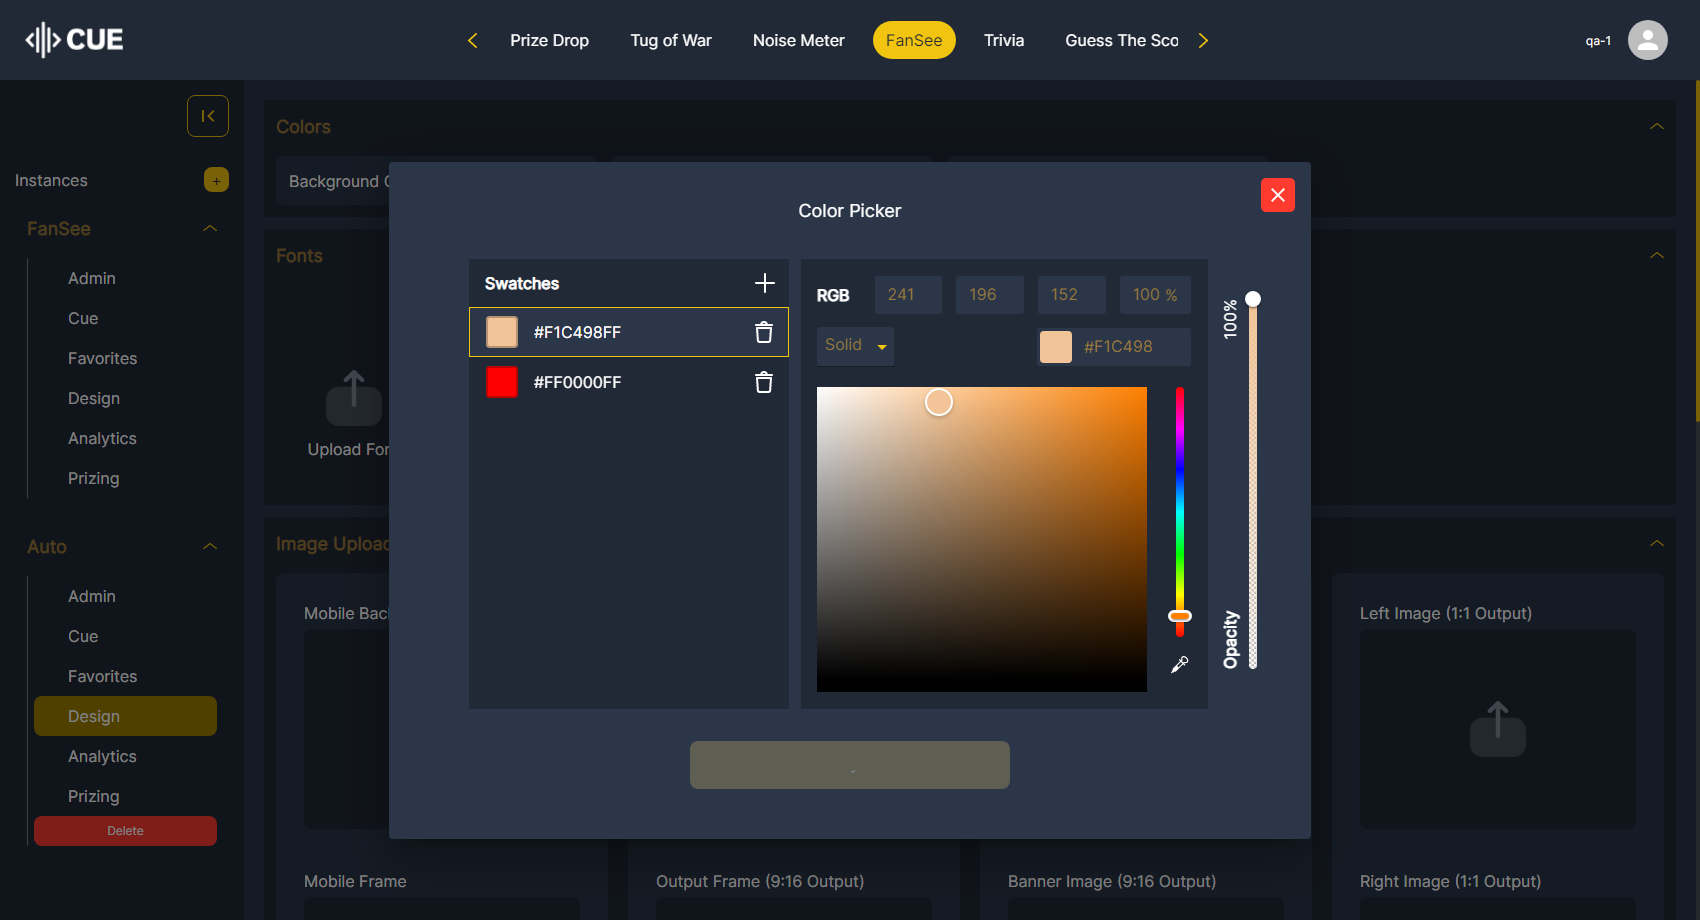 CUE
Prize Drop
Tug of War
Noise Meter
FanSee
Trivia
Guess The Sco
qa-1
Instances
+
FanSee
Admin
Cue
Favorites
Design
Analytics
Prizing
Auto
Admin
Cue
Favorites
Design
Analytics
Prizing
Delete
Colors
Background C
Fonts
Upload For
Image Upload
Mobile Bac
Left Image (1:1 Output)
Mobile Frame
Output Frame (9:16 Output)
Banner Image (9:16 Output)
Right Image (1:1 Output)
Color Picker
Swatches
#F1C498FF
#FF0000FF
RGB
241
196
152
100 %
Solid
#F1C498
100%
Opacity